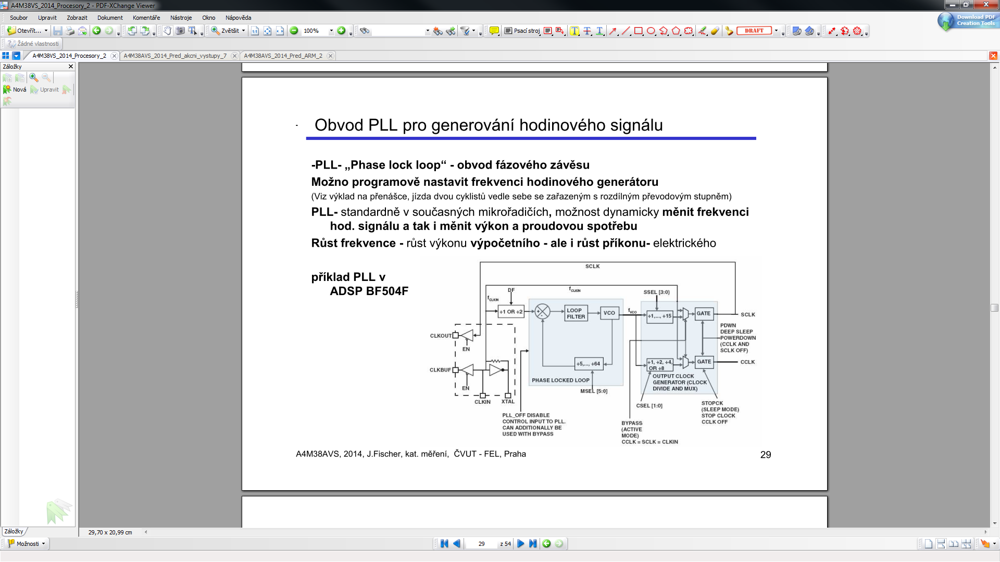 A4M38AVS_2014_Procesory_2 - PDF-XChange Viewer
Soubor Upravit Zobrazit Dokument Komentáře Nástroje Okno Nápověda
Download PDF
Creation Tools
Otevřít... Zvětšit 100% Psací stroj DRAFT
Žádné vlastnosti
A4M38VS_2014_Procesory_2 A4M38AVS_2014_Pred_akcni_vystupy_7 A4M38AVS_2014_Pred_ARM_2
Záložky
Nová Upravit
- Obvod PLL pro generování hodinového signálu
-PLL- „Phase lock loop“ - obvod fázového závěsu
Možno programově nastavit frekvenci hodinového generátoru
(Viz výklad na přenášce, jízda dvou cyklistů vedle sebe se zařazeným s rozdílným převodovým stupněm)
PLL- standardně v současných mikrořadičích, možnost dynamicky měnit frekvenci
hod. signálu a tak i měnit výkon a proudovou spotřebu
Růst frekvence - růst výkonu výpočetního - ale i růst příkonu- elektrického
příklad PLL v
ADSP BF504F
SCLK
fCLKIN
DF
fCLKIN
SSEL [3:0]
÷1 OR ÷2
+
-
LOOP
FILTER
VCO
fVCO
÷1,..., ÷15
GATE
SCLK
CLKOUT
EN
PDWN
DEEP SLEEP
POWERDOWN
(CCLK AND
SCLK OFF)
CLKBUF
EN
÷5,..., ÷64
÷1, ÷2, ÷4,
OR ÷8
GATE
CCLK
PHASE LOCKED LOOP
OUTPUT CLOCK
GENERATOR (CLOCK
DIVIDE AND MUX)
MSEL [5:0]
CLKIN
XTAL
CSEL [1:0]
STOPCK
(SLEEP MODE)
STOP CLOCK
CCLK OFF
PLL_OFF DISABLE
CONTROL INPUT TO PLL.
CAN ADDITIONALLY BE
USED WITH BYPASS
BYPASS
(ACTIVE
MODE)
CCLK = SCLK = CLKIN
A4M38AVS, 2014, J.Fischer, kat. měření, ČVUT - FEL, Praha
29
Záložky
29,70 x 20,99 cm
Možnosti
29 z 54